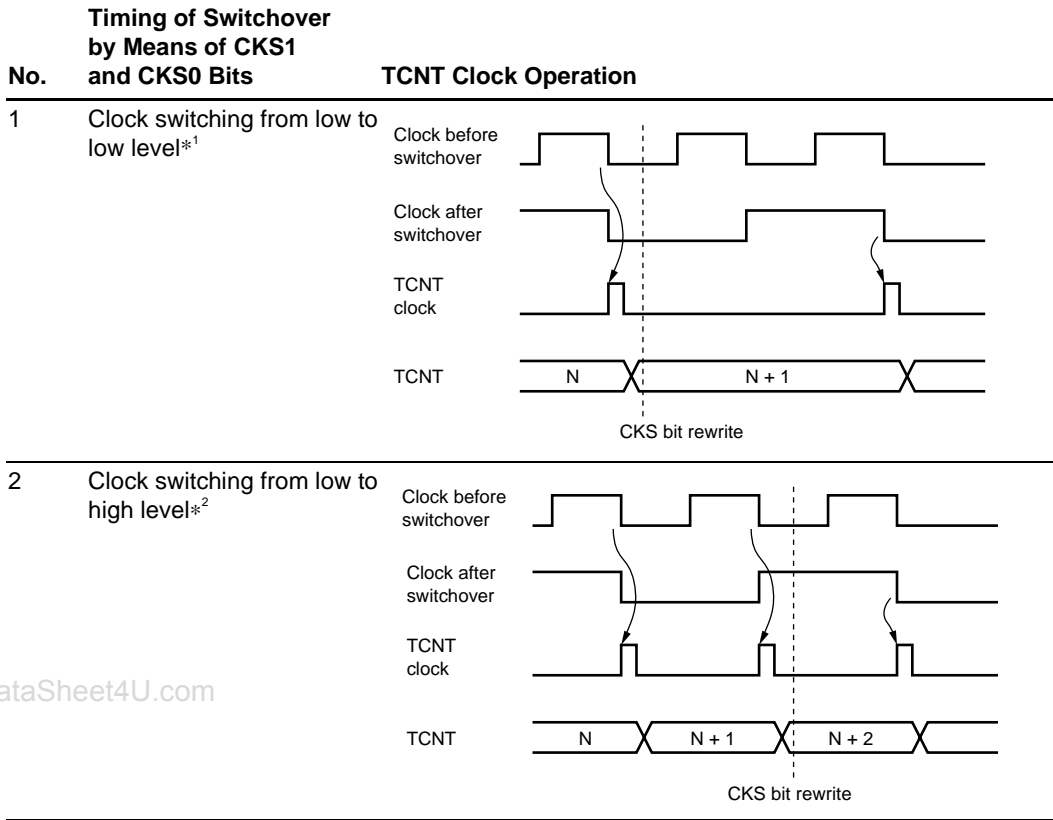 Timing of Switchover
by Means of CKS1
No. and CKS0 Bits TCNT Clock Operation
1 Clock switching from low to
low level*1
Clock before
switchover
Clock after
switchover
TCNT
clock
TCNT N N + 1
CKS bit rewrite
2 Clock switching from low to
high level*2
Clock before
switchover
Clock after
switchover
TCNT
clock
ataSheet4U.com
TCNT N N + 1 N + 2
CKS bit rewrite